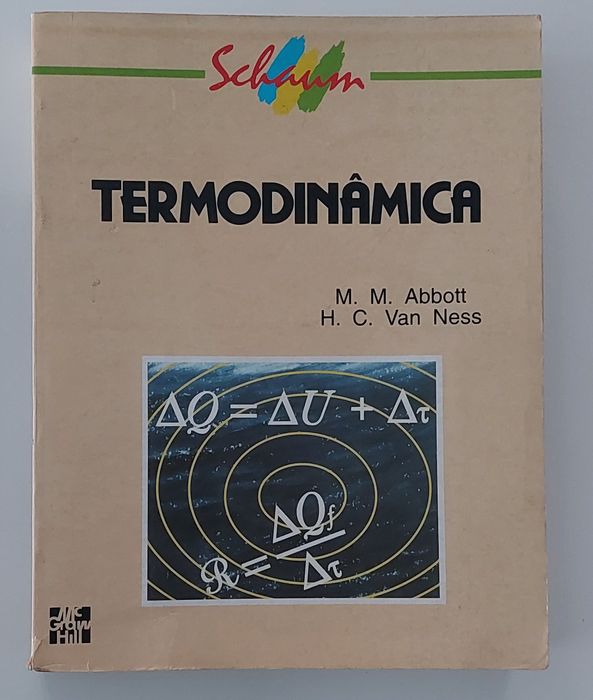 Schaum
TERMODINÂMICA
M. M. Abbott
H. C. Van Ness
ΔQ = ΔU + Δτ
R = ΔQf / Δτ
Mc
Graw
Hill